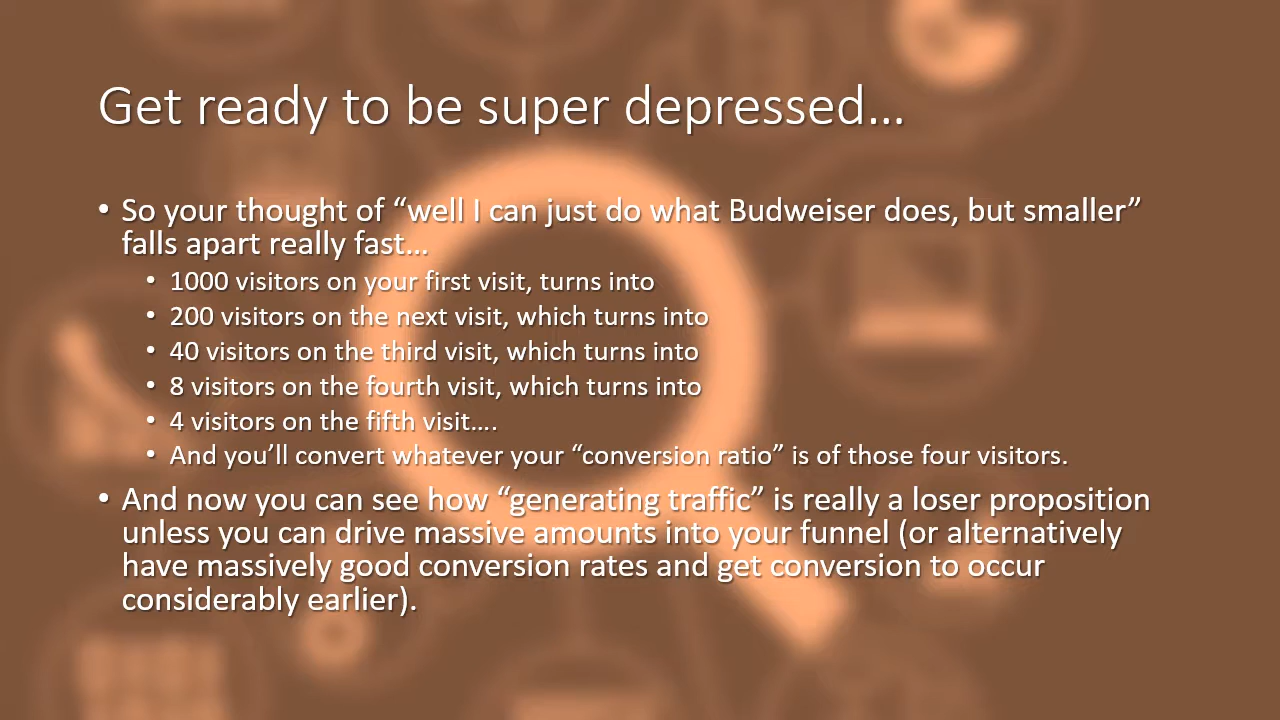 Get ready to be super depressed…
• So your thought of “well I can just do what Budweiser does, but smaller”
falls apart really fast…
• 1000 visitors on your first visit, turns into
• 200 visitors on the next visit, which turns into
• 40 visitors on the third visit, which turns into
• 8 visitors on the fourth visit, which turns into
• 4 visitors on the fifth visit….
• And you’ll convert whatever your “conversion ratio” is of those four visitors.
• And now you can see how “generating traffic” is really a loser proposition
unless you can drive massive amounts into your funnel (or alternatively
have massively good conversion rates and get conversion to occur
considerably earlier).